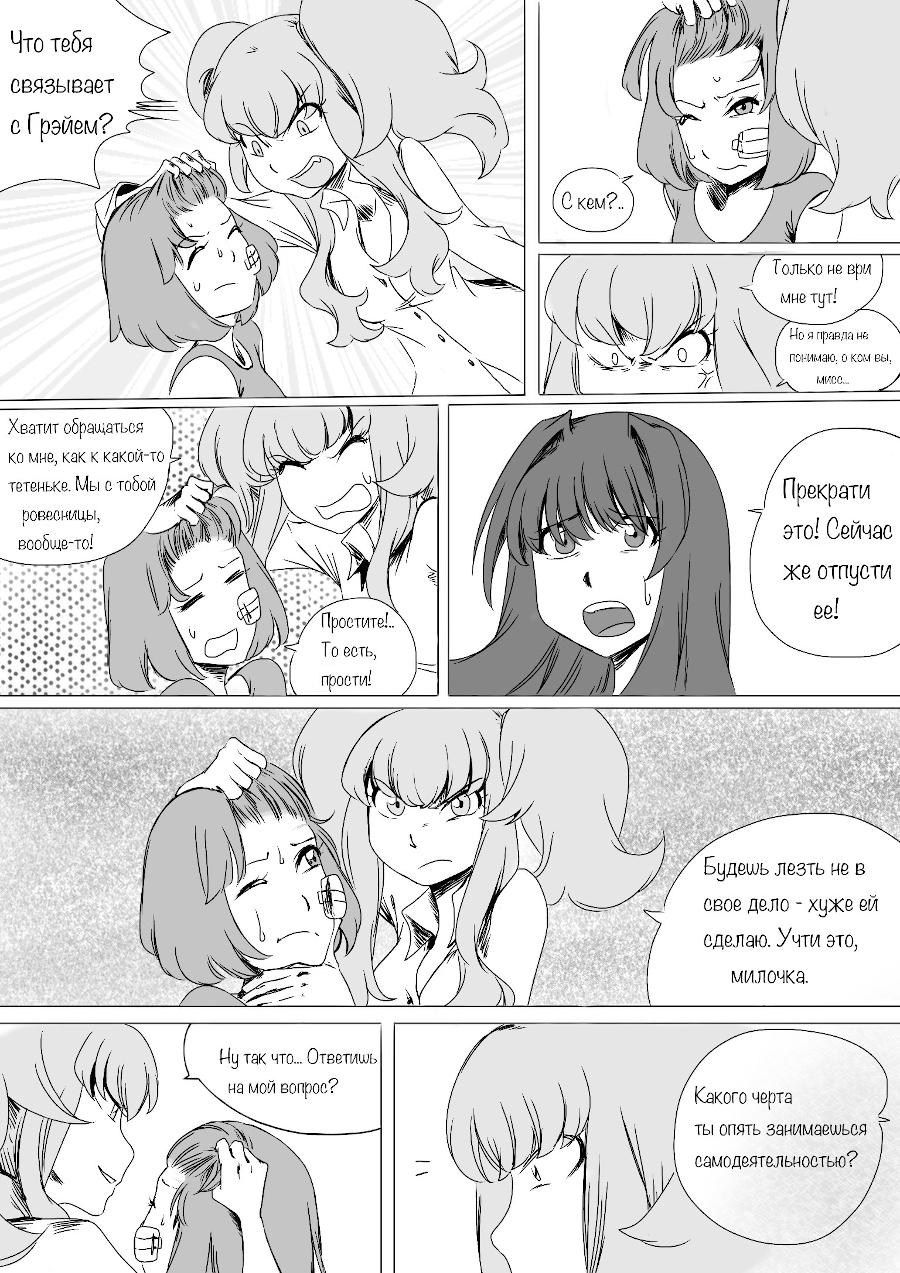 Что тебя
связывает
с Грэйем?
С кем?..
Только не ври
мне тут!
Но я правда не
понимаю, о ком вы,
мисс...
Хватит обращаться
ко мне, как к какой-то
тетеньке. Мы с тобой
ровесницы,
вообще-то!
Простите!..
То есть,
прости!
Прекрати
это! Сейчас
же отпусти
ее!
Будешь лезть не в
свое дело - хуже ей
сделаю. Учти это,
милочка.
Ну так что... Ответишь
на мой вопрос?
Какого черта
ты опять занимаешься
самодеятельностью?